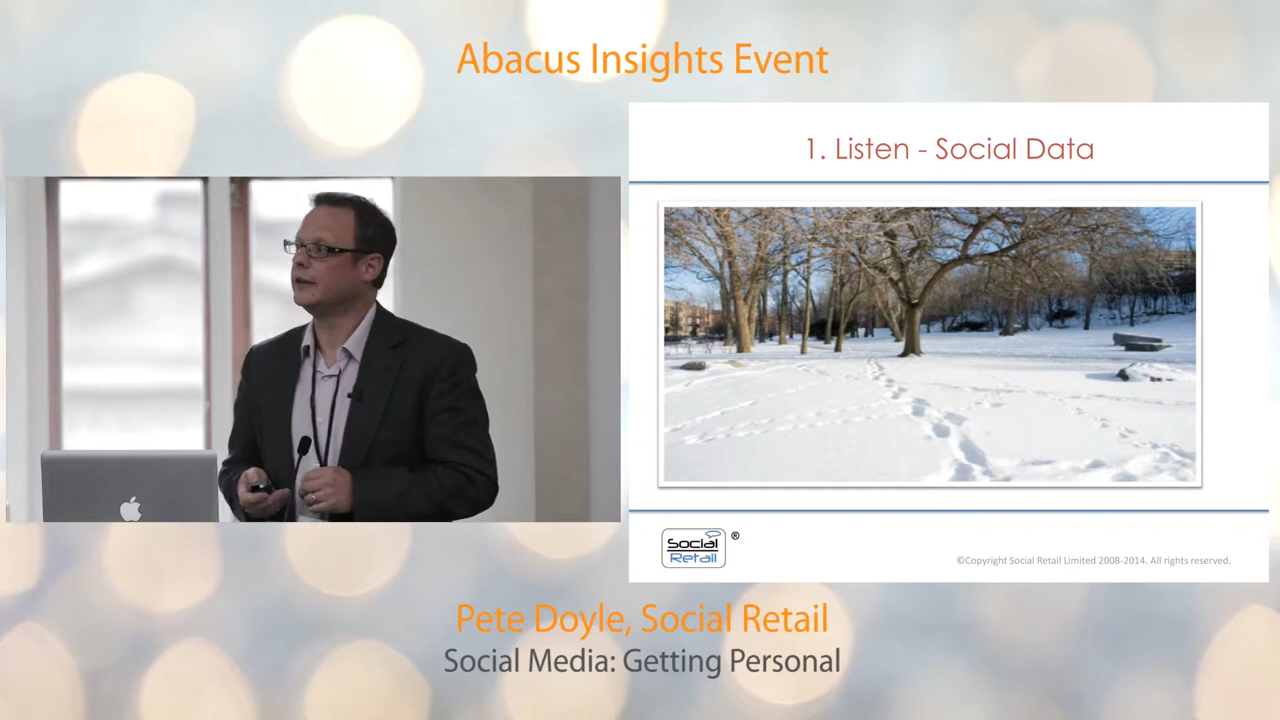 Abacus Insights Event
1. Listen - Social Data
Social
Retail
®
©Copyright Social Retail Limited 2008-2014. All rights reserved.
Pete Doyle, Social Retail
Social Media: Getting Personal